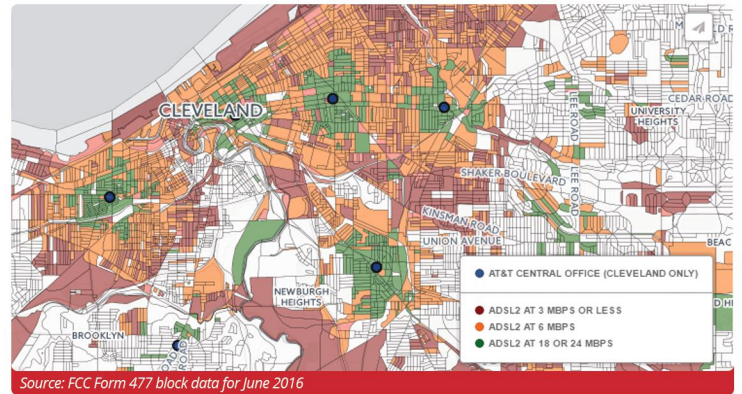 CLEVELAND
CEDAR ROAD
UNIVERSITY
HEIGHTS
LEE ROAD
SHAKER BOULEVARD
LEE ROAD
KINSMAN ROAD
UNION AVENUE
BEAC
NEWBURGH
HEIGHTS
BROOKLYN
AT&T CENTRAL OFFICE (CLEVELAND ONLY)
ADSL2 AT 3 MBPS OR LESS
ADSL2 AT 6 MBPS
ADSL2 AT 18 OR 24 MBPS
Source: FCC Form 477 block data for June 2016